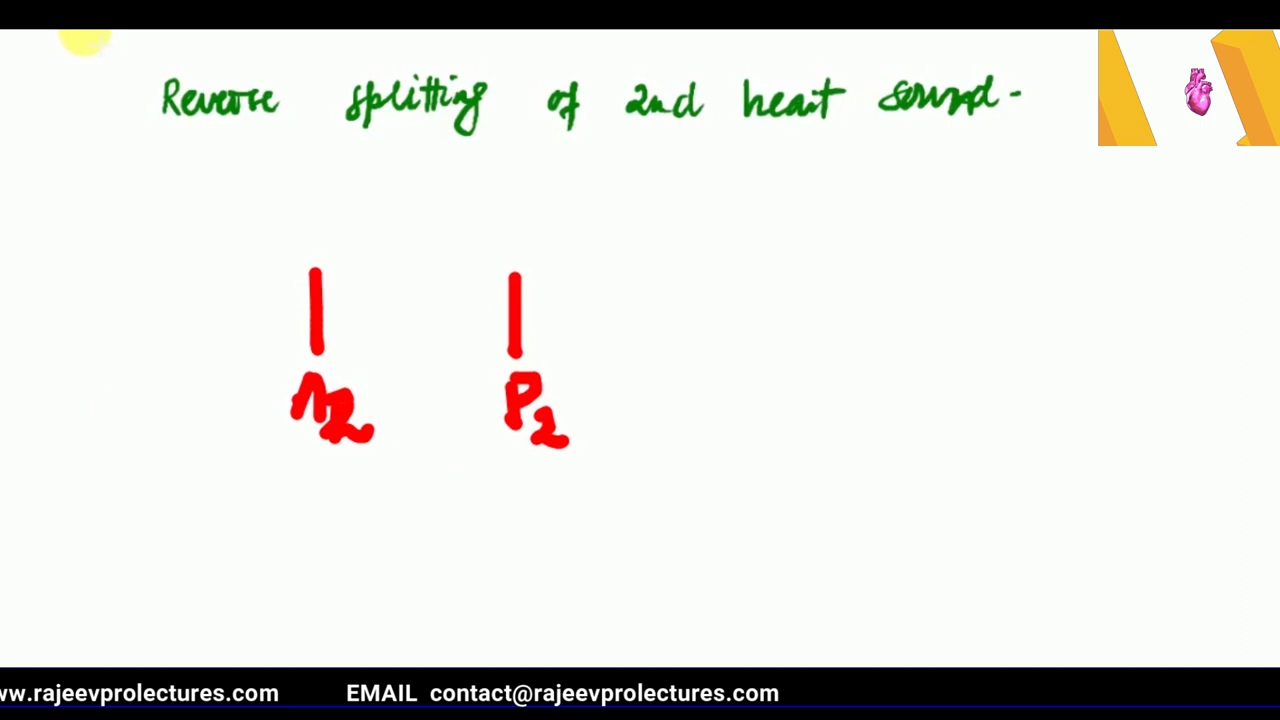 Reverse splitting of 2nd heart sound -
A2 P2
ww.rajeevprolectures.com EMAIL contact@rajeevprolectures.com